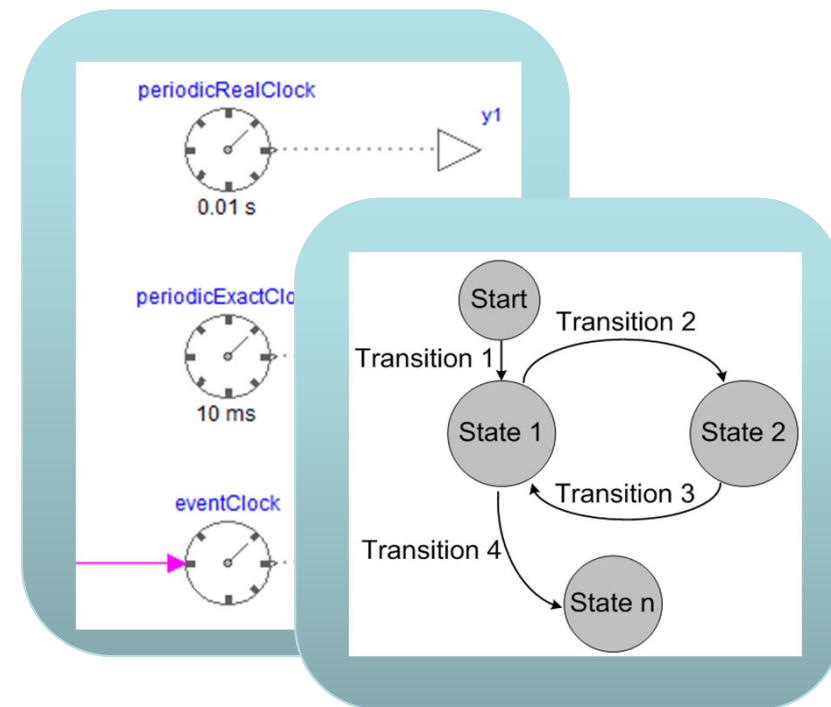 periodicRealClock
y1
0.01 s
periodicExactClo
10 ms
eventClock
Start
Transition 2
Transition 1
State 1
State 2
Transition 3
Transition 4
State n